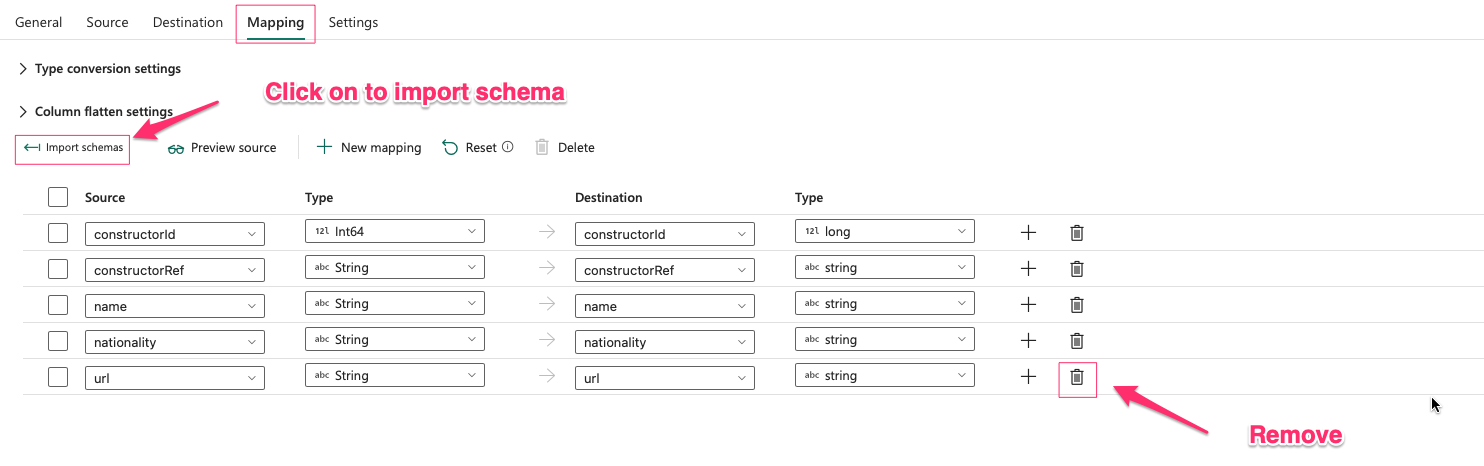 General Source Destination Mapping Settings
Type conversion settings
Click on to import schema
Column flatten settings
Import schemas Preview source New mapping Reset Delete
Source Type Destination Type
constructorId 12l Int64 constructorId 12l long
constructorRef abc String constructorRef abc string
name abc String name abc string
nationality abc String nationality abc string
url abc String url abc string
Remove